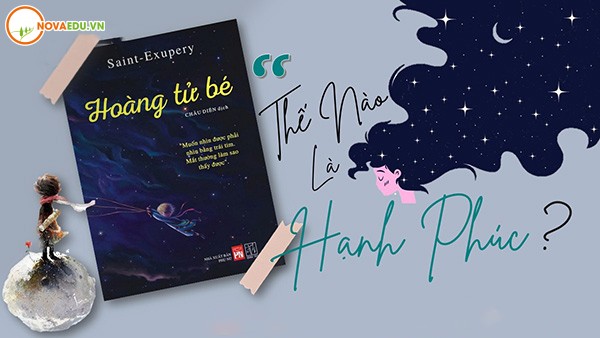 NOVAEDU.VN
Saint-Exupery
Hoàng tử bé
CHÂU DIÊN dịch
"Muốn nhìn được phải
nhìn bằng trái tim.
Mắt thường làm sao
thấy được".
NHÀ XUẤT BẢN
PHỤ NỮ
“
Thế Nào
Là
Hạnh Phúc ?